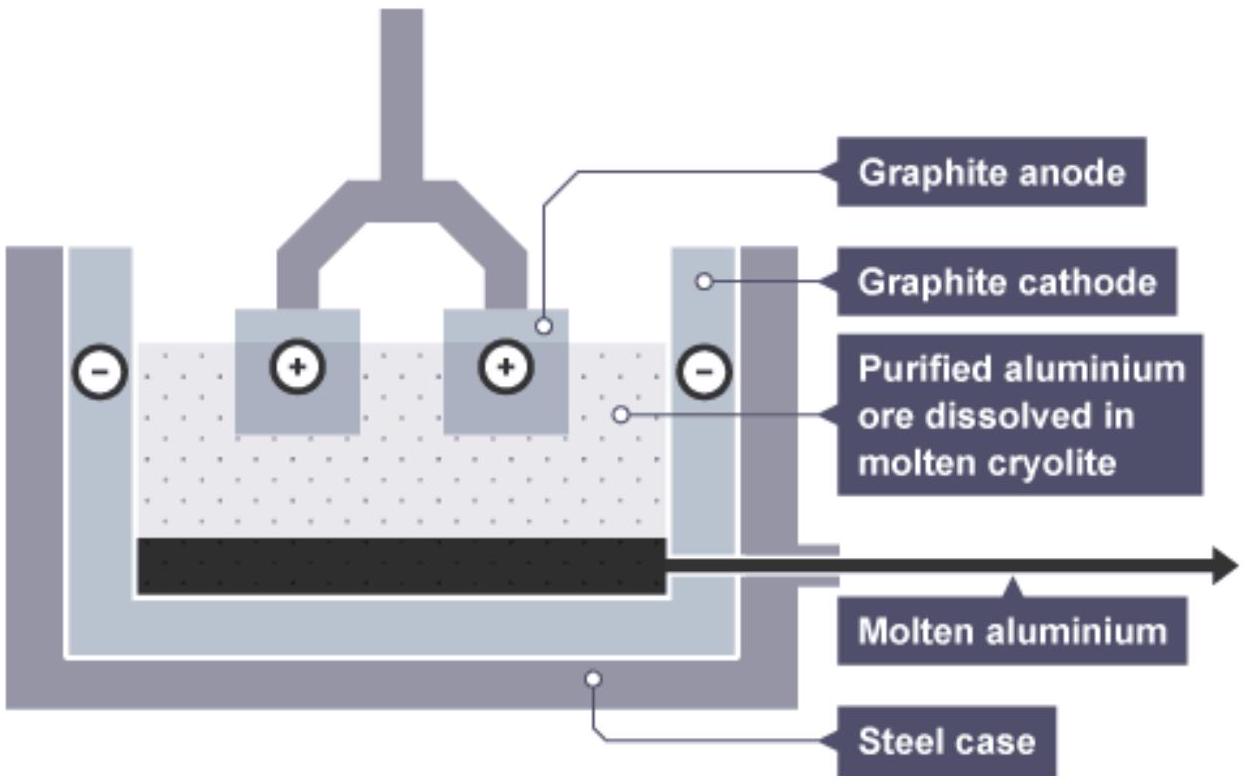 Graphite anode
Graphite cathode
Purified aluminium
ore dissolved in
molten cryolite
Molten aluminium
Steel case